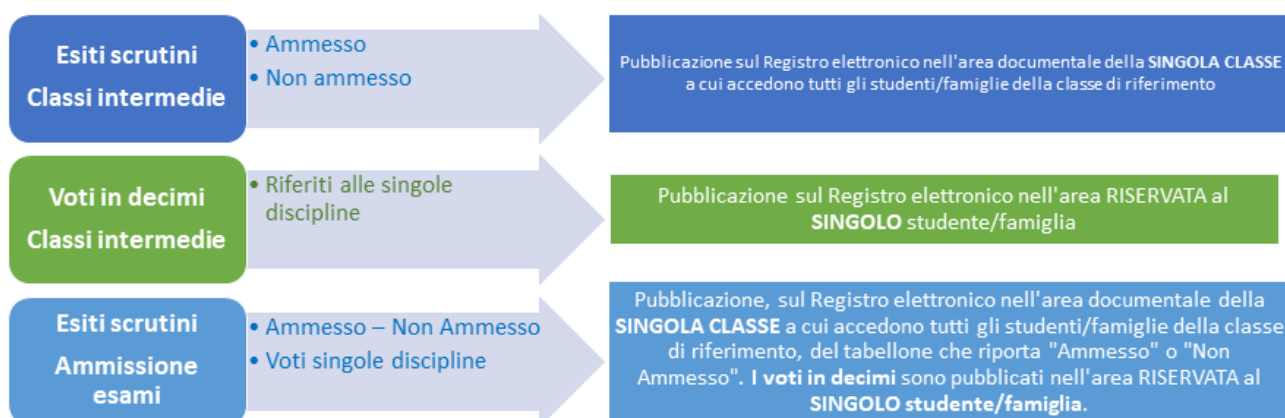 Esiti scrutini
Classi intermedie
• Ammesso
• Non ammesso
Pubblicazione sul Registro elettronico nell'area documentale della SINGOLA CLASSE
a cui accedono tutti gli studenti/famiglie della classe di riferimento
Voti in decimi
Classi intermedie
• Riferiti alle singole
discipline
Pubblicazione sul Registro elettronico nell'area RISERVATA al
SINGOLO studente/famiglia
Esiti scrutini
Ammissione
esami
• Ammesso – Non Ammesso
• Voti singole discipline
Pubblicazione, sul Registro elettronico nell'area documentale della
SINGOLA CLASSE a cui accedono tutti gli studenti/famiglie della classe
di riferimento, del tabellone che riporta "Ammesso" o "Non
Ammesso". I voti in decimi sono pubblicati nell'area RISERVATA al
SINGOLO studente/famiglia.